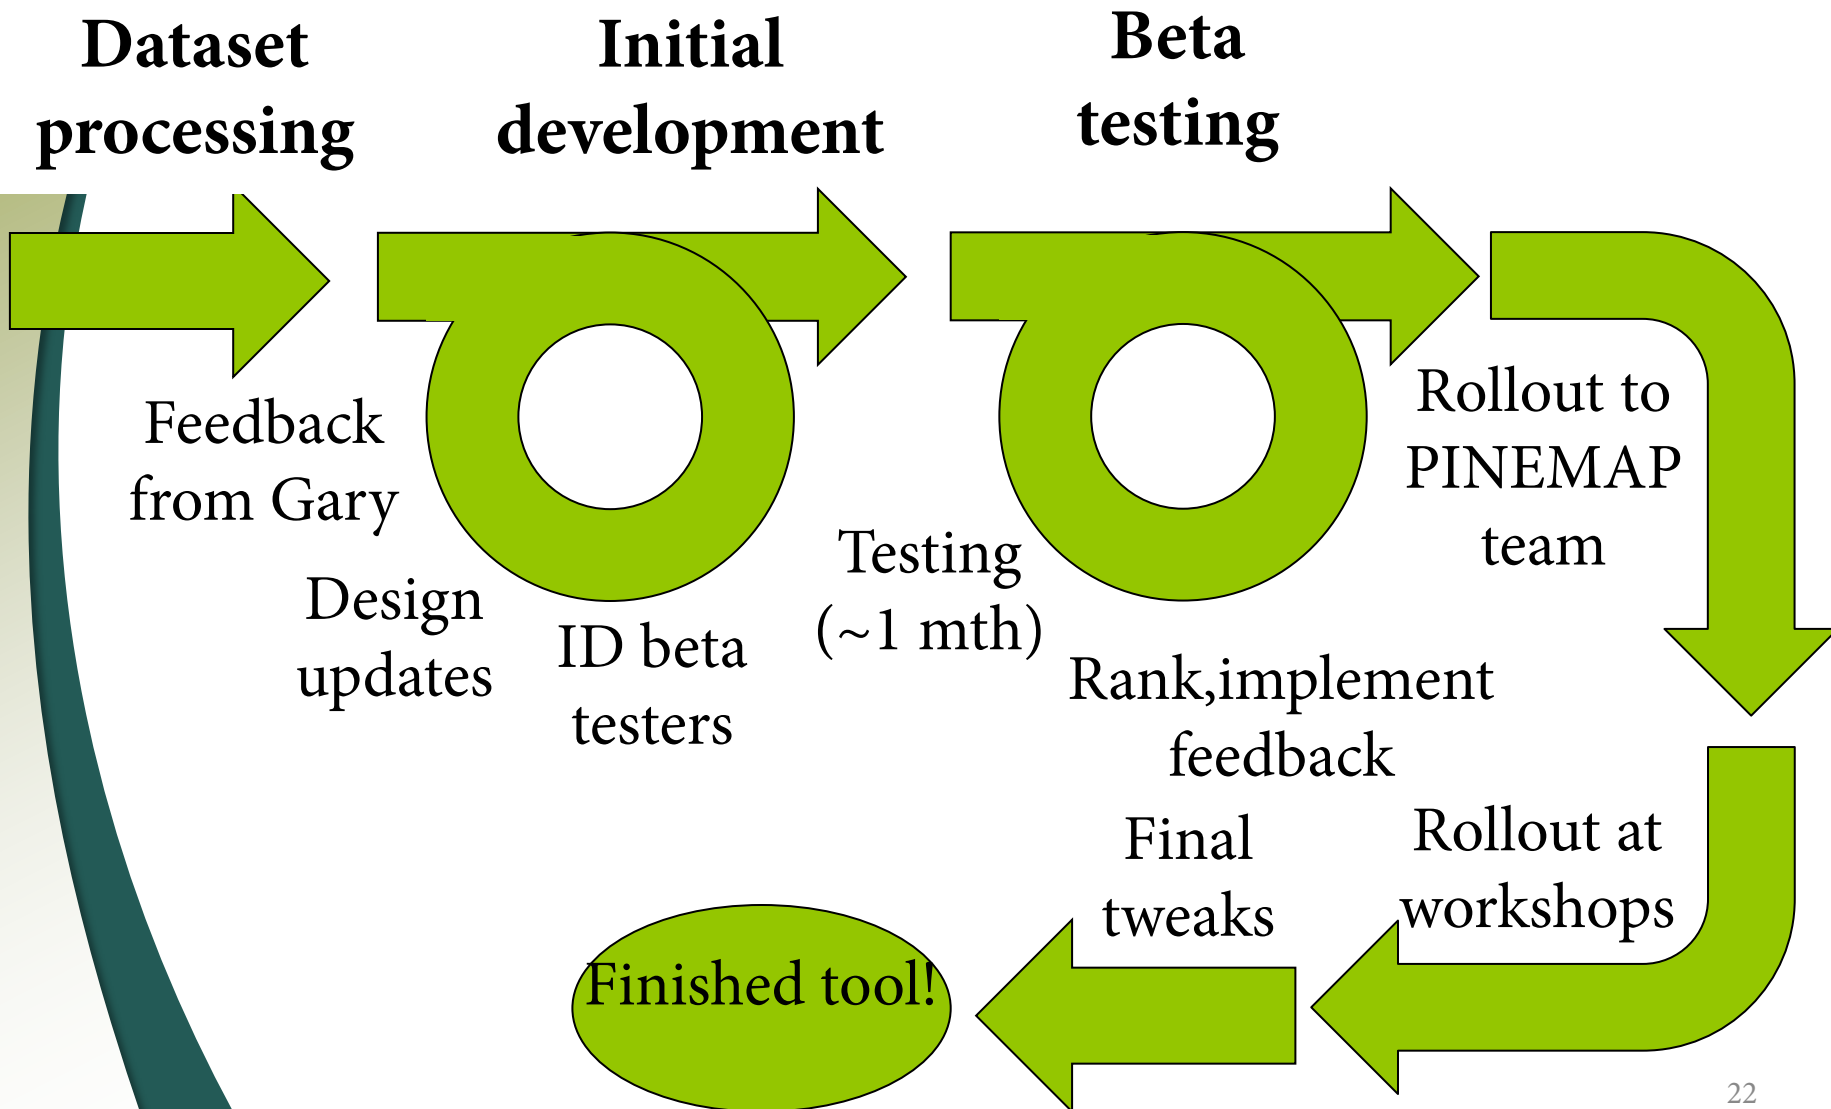 Dataset
processing
Initial
development
Beta
testing
Feedback
from Gary
Design
updates
ID beta
testers
Testing
(~1 mth)
Rank,implement
feedback
Rollout to
PINEMAP
team
Rollout at
workshops
Final
tweaks
Finished tool!
22